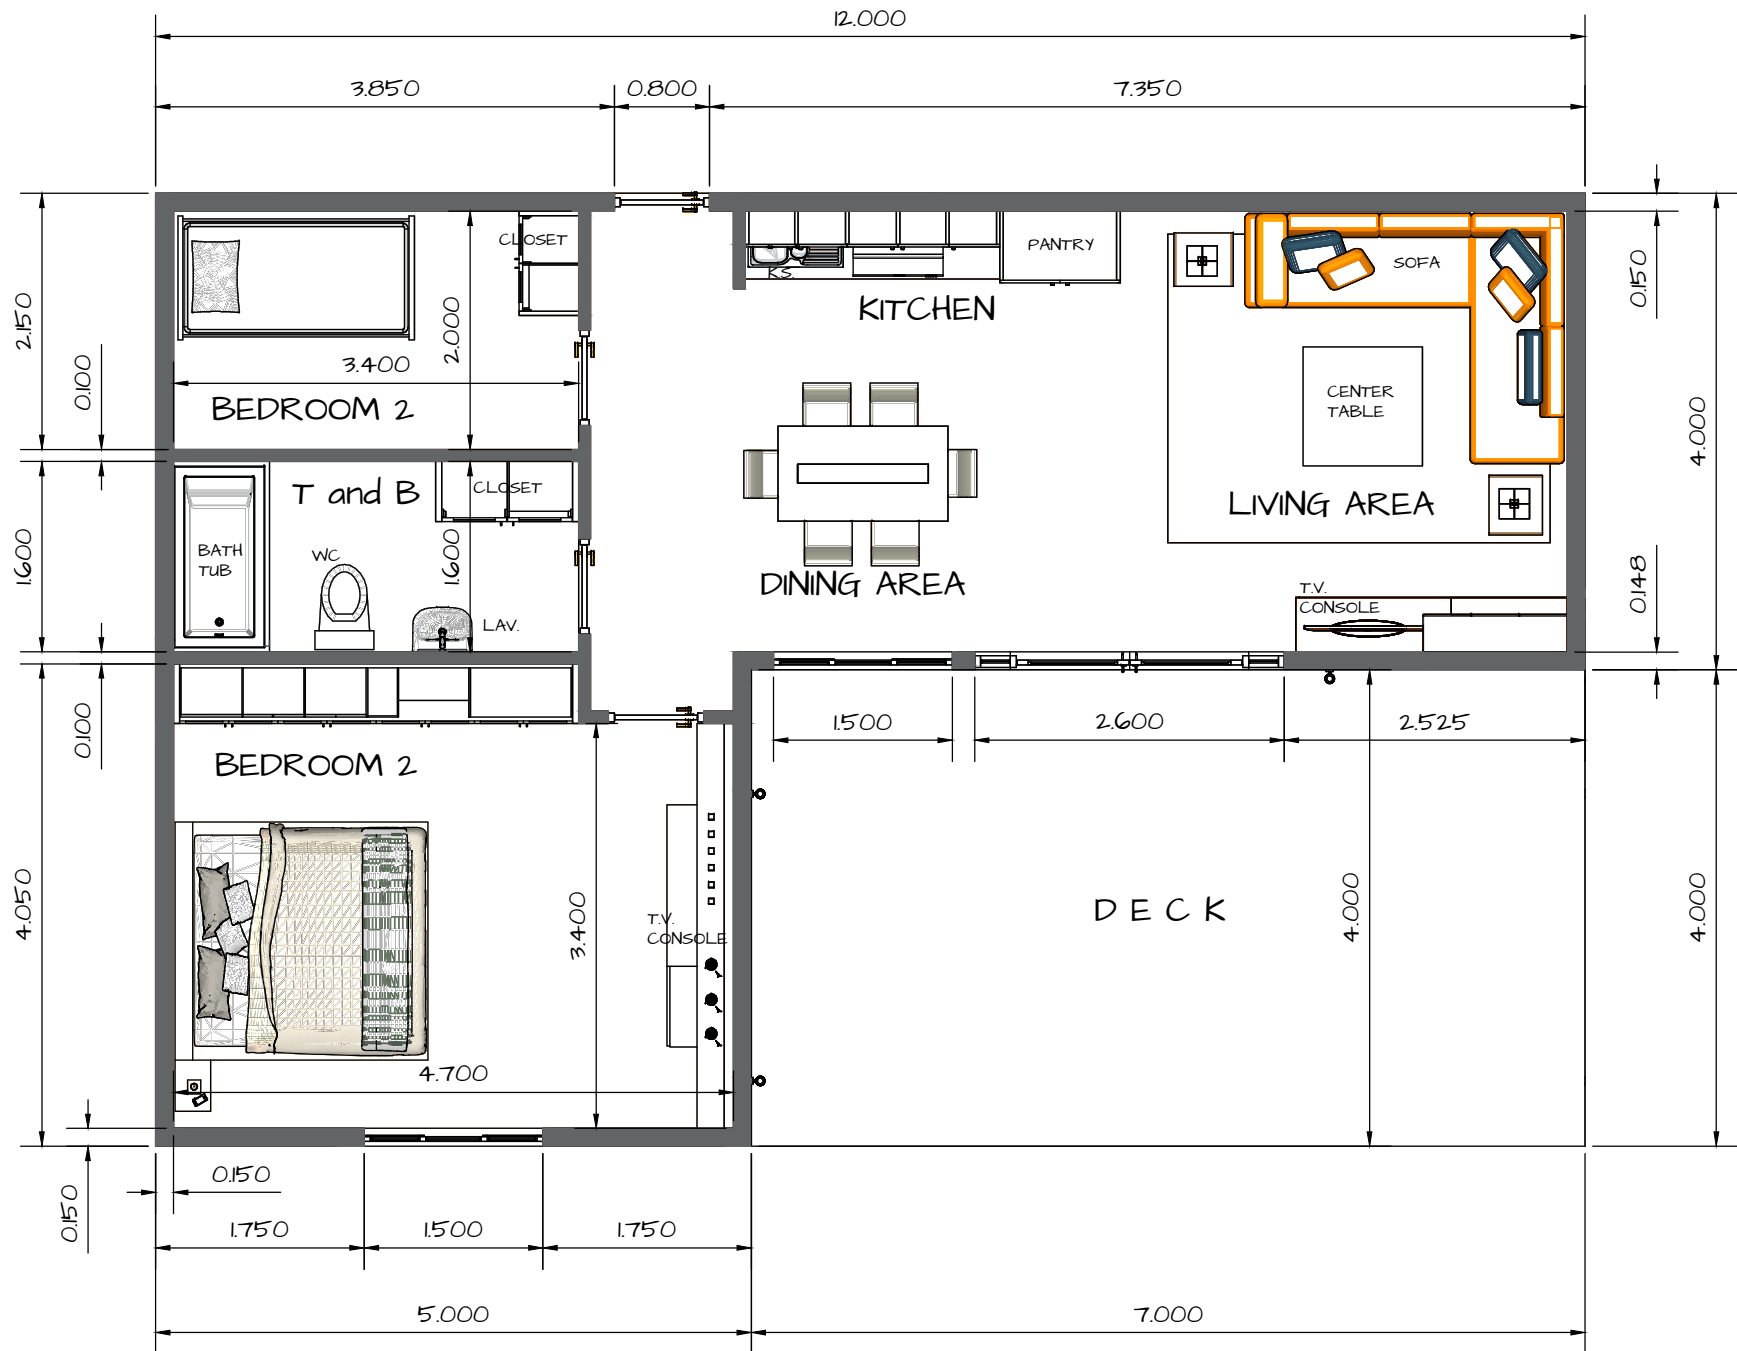 12.000
3.850
0.800
7.350
CLOSET
PANTRY
SOFA
K.S.
KITCHEN
2.150
0.100
2.000
3.400
BEDROOM 2
0.150
4.000
CENTER
TABLE
T and B
CLOSET
LIVING AREA
BATH
TUB
WC
1.600
1.600
LAV.
DINING AREA
T.V.
CONSOLE
0.148
0.100
BEDROOM 2
1.500
2.600
2.525
4.050
3.400
T.V.
CONSOLE
DECK
4.000
4.000
4.700
0.150
0.150
1.750
1.500
1.750
5.000
7.000